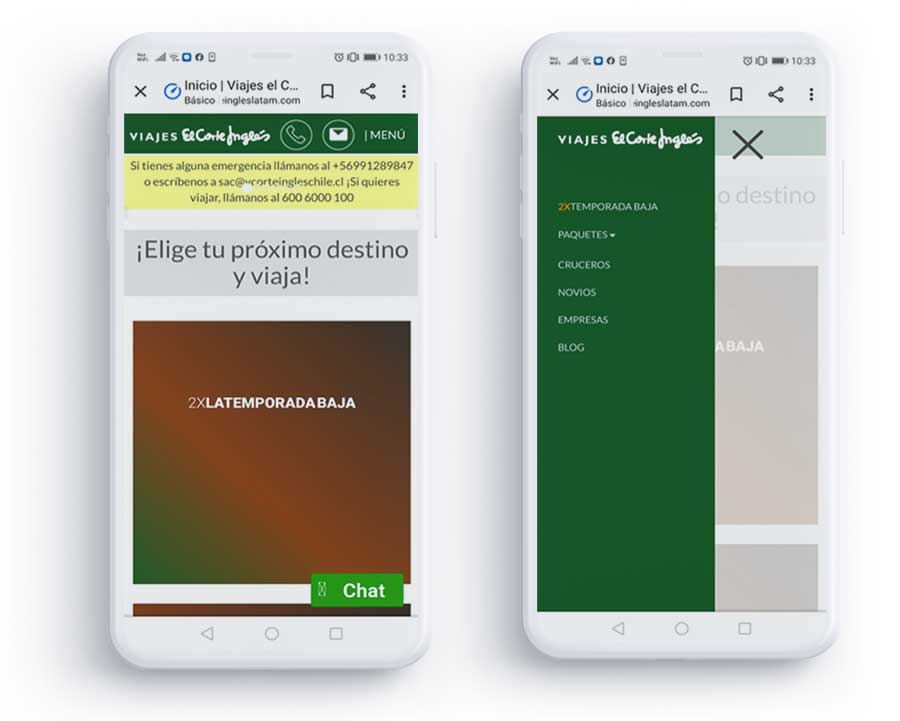 10:33
Inicio | Viajes el C...
Básico
ingleslatam.com
VIAJES El Corte Inglés
| MENÚ
Si tienes alguna emergencia llámanos al +56991289847
o escríbenos a sac@vcorteingleschile.cl ¡Si quieres
viajar, llámanos al 600 6000 100
¡Elige tu próximo destino
y viaja!
2XLATEMPORADABAJA
Chat
10:33
Inicio | Viajes el C...
Básico
ingleslatam.com
VIAJES El Corte Inglés
2XTEMPORADA BAJA
PAQUETES
CRUCEROS
NOVIOS
EMPRESAS
BLOG
o destino
!
A BAJA